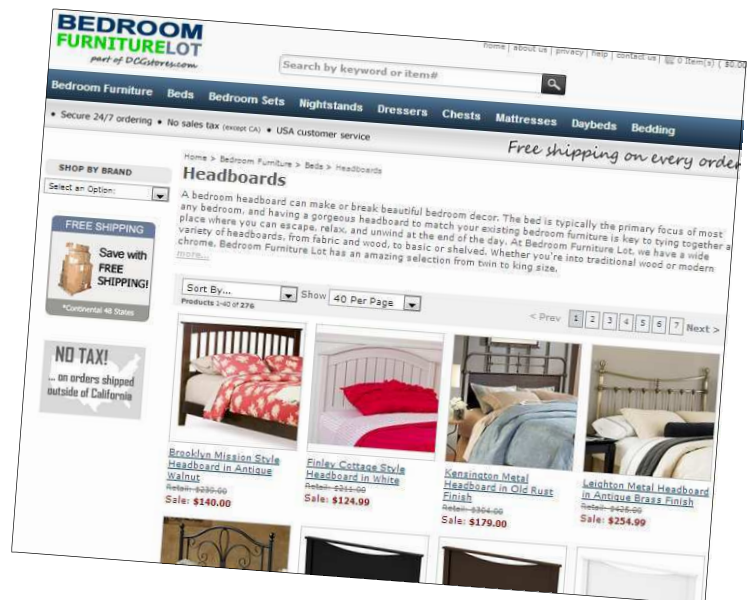 BEDROOM
FURNITURELOT
part of DCGstores.com
home | about us | privacy | help | contact us | 0 Item(s) ( $0.00
Search by keyword or item#
Bedroom Furniture Beds Bedroom Sets Nightstands Dressers Chests Mattresses Daybeds Bedding
• Secure 24/7 ordering • No sales tax (except CA) • USA customer service
Free shipping on every order
SHOP BY BRAND
Select an Option:
FREE SHIPPING
Save with
FREE
SHIPPING!
*Continental 48 States
NO TAX!
... on orders shipped
outside of California
Home > Bedroom Furniture > Beds > Headboards
Headboards
A bedroom headboard can make or break beautiful bedroom decor. The bed is typically the primary focus of most
any bedroom, and having a gorgeous headboard to match your existing bedroom furniture is key to tying together a
place where you can escape, relax, and unwind at the end of the day. At Bedroom Furniture Lot, we have a wide
variety of headboards, from fabric and wood, to basic or shelved. Whether you're into traditional wood or modern
chrome, Bedroom Furniture Lot has an amazing selection from twin to king size.
more...
Sort By... Show 40 Per Page
Products 1-40 of 276
< Prev 1 2 3 4 5 6 7 Next >
Brooklyn Mission Style
Headboard in Antique
Walnut
Retail: $230.00
Sale: $140.00
Finley Cottage Style
Headboard in White
Retail: $211.00
Sale: $124.99
Kensington Metal
Headboard in Old Rust
Finish
Retail: $304.00
Sale: $179.00
Leighton Metal Headboard
in Antique Brass Finish
Retail: $425.00
Sale: $254.99